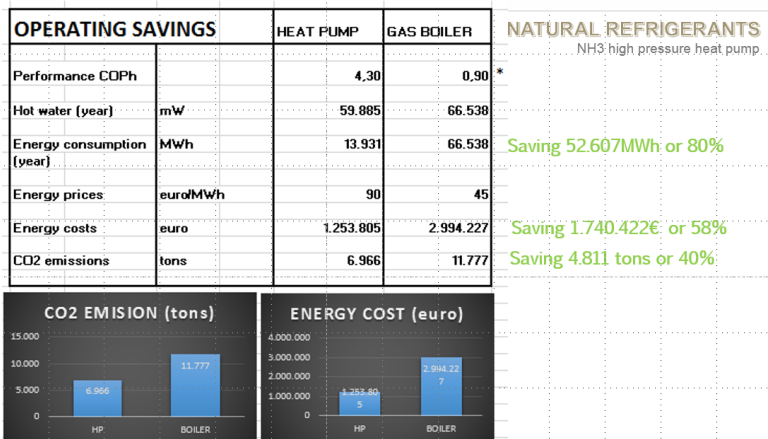 OPERATING SAVINGS HEAT PUMP GAS BOILER
NATURAL REFRIGERANTS
NH3 high pressure heat pump
Performance COPh 4,30 0,90 *
Hot water (year) mW 59.885 66.538
Energy consumption MWh 13.931 66.538
(year)
Saving 52.607MWh or 80%
Energy prices euro/MWh 90 45
Energy costs euro 1.253.805 2.994.227
Saving 1.740.422€ or 58%
CO2 emissions tons 6.966 11.777
Saving 4.811 tons or 40%
CO2 EMISION (tons)
15.000
10.000
5.000
0
6.966
11.777
HP BOILER
ENERGY COST (euro)
4.000.000
3.000.000
2.000.000
1.000.000
0
1.253.80
5
2.994.22
7
HP BOILER